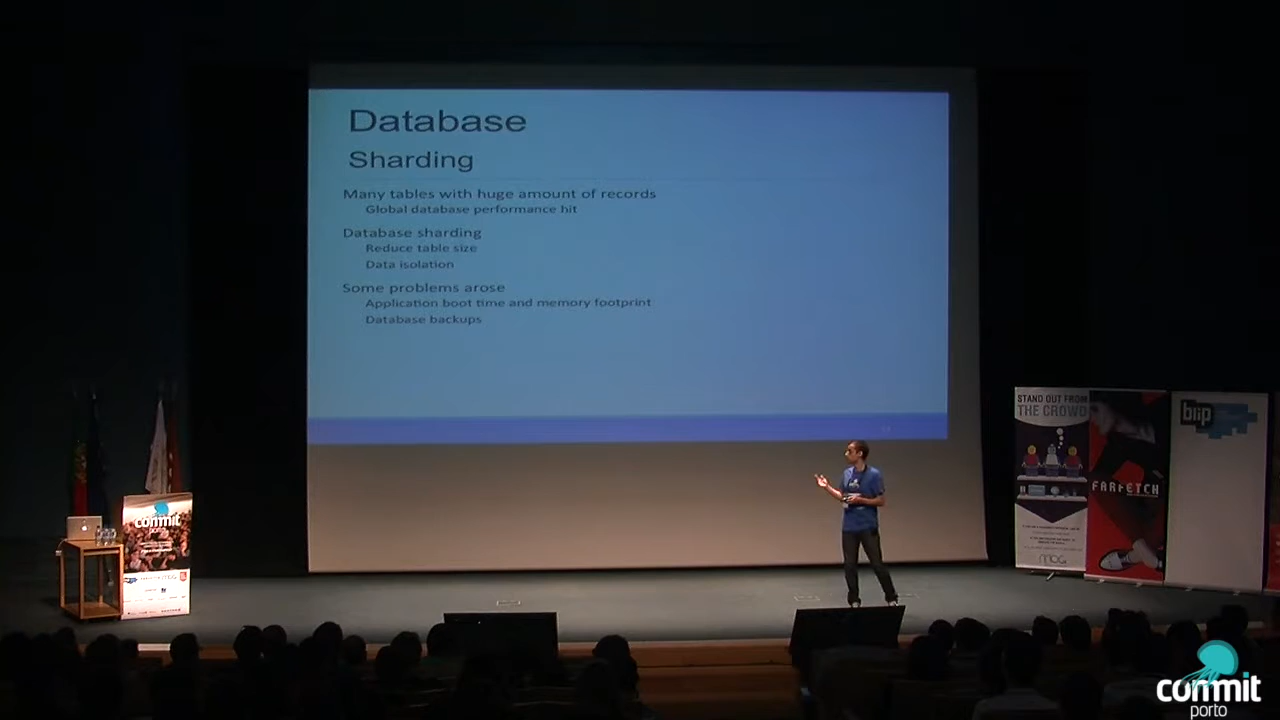 Database
Sharding
Many tables with huge amount of records
Global database performance hit
Database sharding
Reduce table size
Data isolation
Some problems arose
Application boot time and memory footprint
Database backups
STAND OUT FROM
THE CROWD
FARFETCH
blip
commit
porto
commit
porto